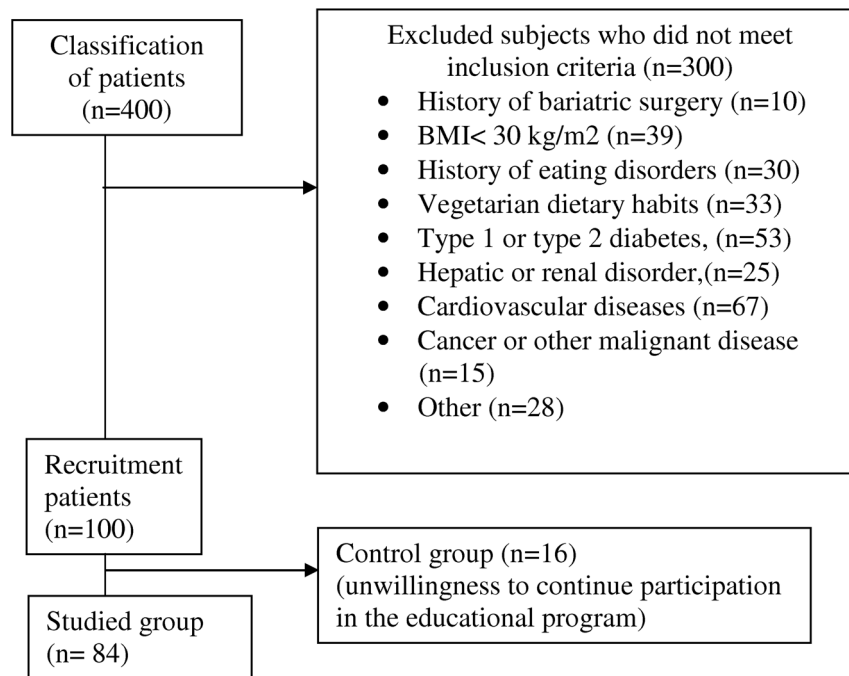 Classification
of patients
(n=400)
Excluded subjects who did not meet
inclusion criteria (n=300)
• History of bariatric surgery (n=10)
• BMI< 30 kg/m2 (n=39)
• History of eating disorders (n=30)
• Vegetarian dietary habits (n=33)
• Type 1 or type 2 diabetes, (n=53)
• Hepatic or renal disorder,(n=25)
• Cardiovascular diseases (n=67)
• Cancer or other malignant disease
(n=15)
• Other (n=28)
Recruitment
patients
(n=100)
Control group (n=16)
(unwillingness to continue participation
in the educational program)
Studied group
(n= 84)